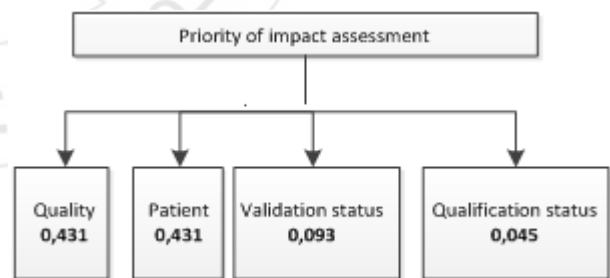 Priority of impact assessment
Quality
0,431
Patient
0,431
Validation status
0,093
Qualification status
0,045